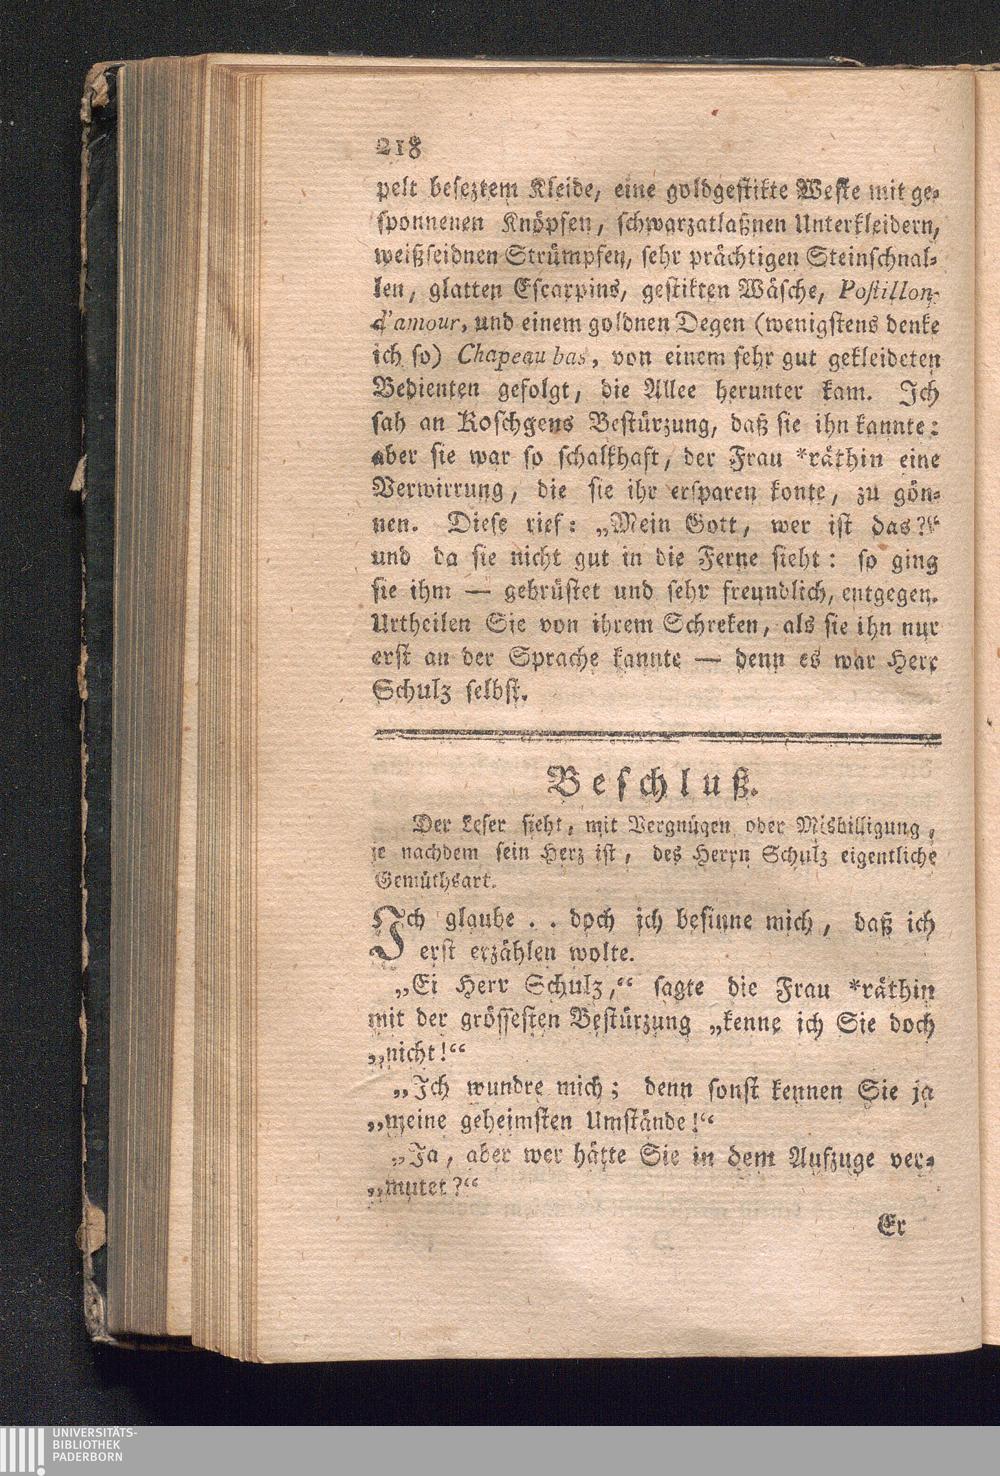 218
pelt beseztem Kleide, eine goldgestikte Weste mit ge-
sponnenen Knöpfen, schwarzatlaßnen Unterkleidern,
weißseidnen Strümpfen, sehr prächtigen Steinschnal-
len, glatten Escarpins, gestikten Wäsche, Postillon-
d'amour, und einem goldnen Degen (wenigstens denke
ich so) Chapeau bas, von einem sehr gut gekleideten
Bedienten gefolgt, die Allee herunter kam. Ich
sah an Koschgens Bestürzung, daß sie ihn kannte:
aber sie war so schalkhaft, der Frau *räthin eine
Verwirrung, die sie ihr ersparen konte, zu gön-
nen. Diese rief: „Mein Gott, wer ist das?“
und da sie nicht gut in die Ferne sieht: so ging
sie ihm — gebrüstet und sehr freundlich, entgegen.
Urtheilen Sie von ihrem Schreken, als sie ihn nur
erst an der Sprache kannte — denn es war Herr
Schulz selbst.
Beschluß.
Der Leser sieht, mit Vergnügen oder Misbilligung,
je nachdem sein Herz ist, des Herrn Schulz eigentliche
Gemüthsart.
Ich glaube . . doch ich besinne mich, daß ich
erst erzählen wolte.
„Ei Herr Schulz,“ sagte die Frau *räthin
mit der grössesten Bestürzung „kenne ich Sie doch
„nicht!“
„Ich wundre mich; denn sonst kennen Sie ja
„meine geheimsten Umstände!“
„Ja, aber wer hätte Sie in dem Aufzuge ver-
„mutet?“
Er
UNIVERSITÄTS-
BIBLIOTHEK
PADERBORN